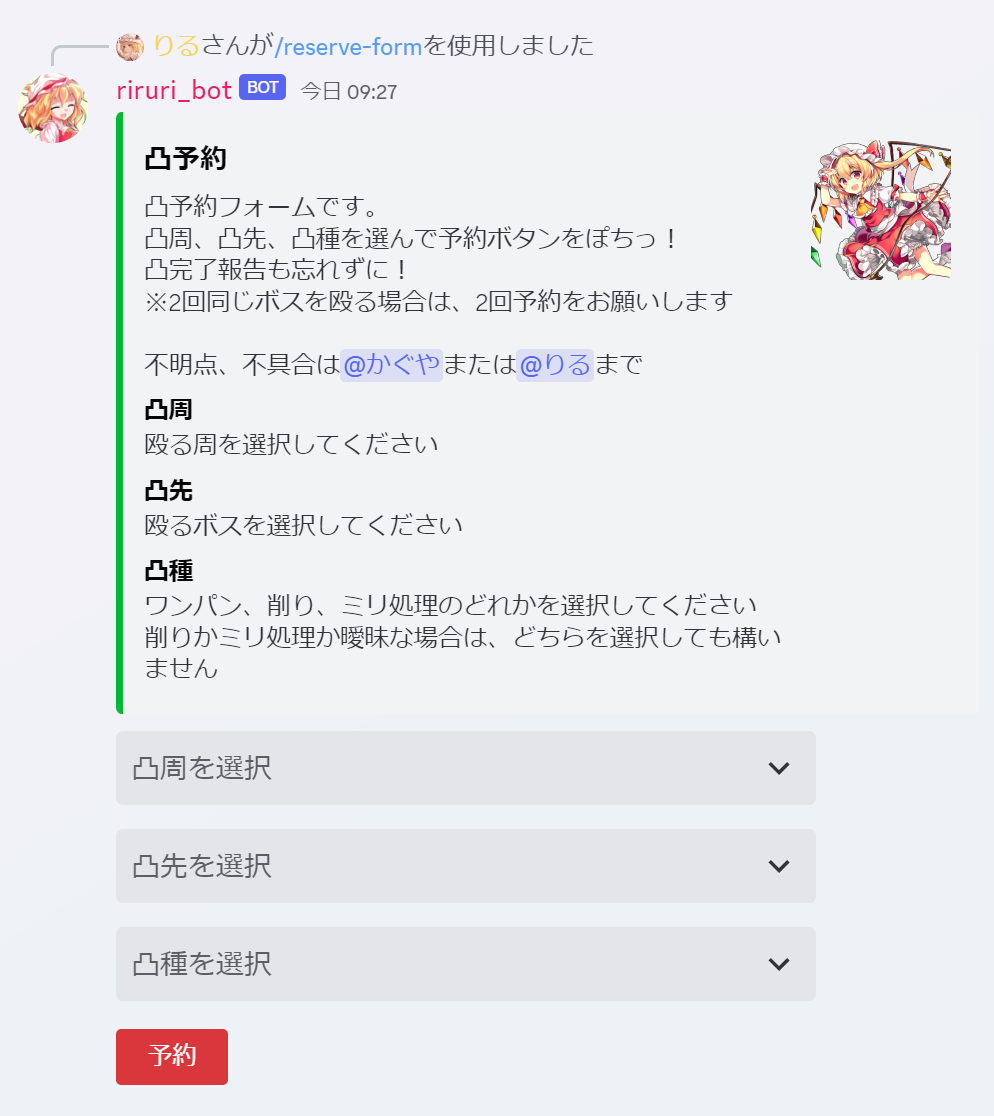 りるさんが/reserve-formを使用しました
riruri_bot BOT 今日 09:27
凸予約
凸予約フォームです。
凸周、凸先、凸種を選んで予約ボタンをぽちっ！
凸完了報告も忘れずに！
※2回同じボスを殴る場合は、2回予約をお願いします
不明点、不具合は@かぐやまたは@りるまで
凸周
殴る周を選択してください
凸先
殴るボスを選択してください
凸種
ワンパン、削り、ミリ処理のどれかを選択してください
削りかミリ処理か曖昧な場合は、どちらを選択しても構い
ません
凸周を選択
凸先を選択
凸種を選択
予約